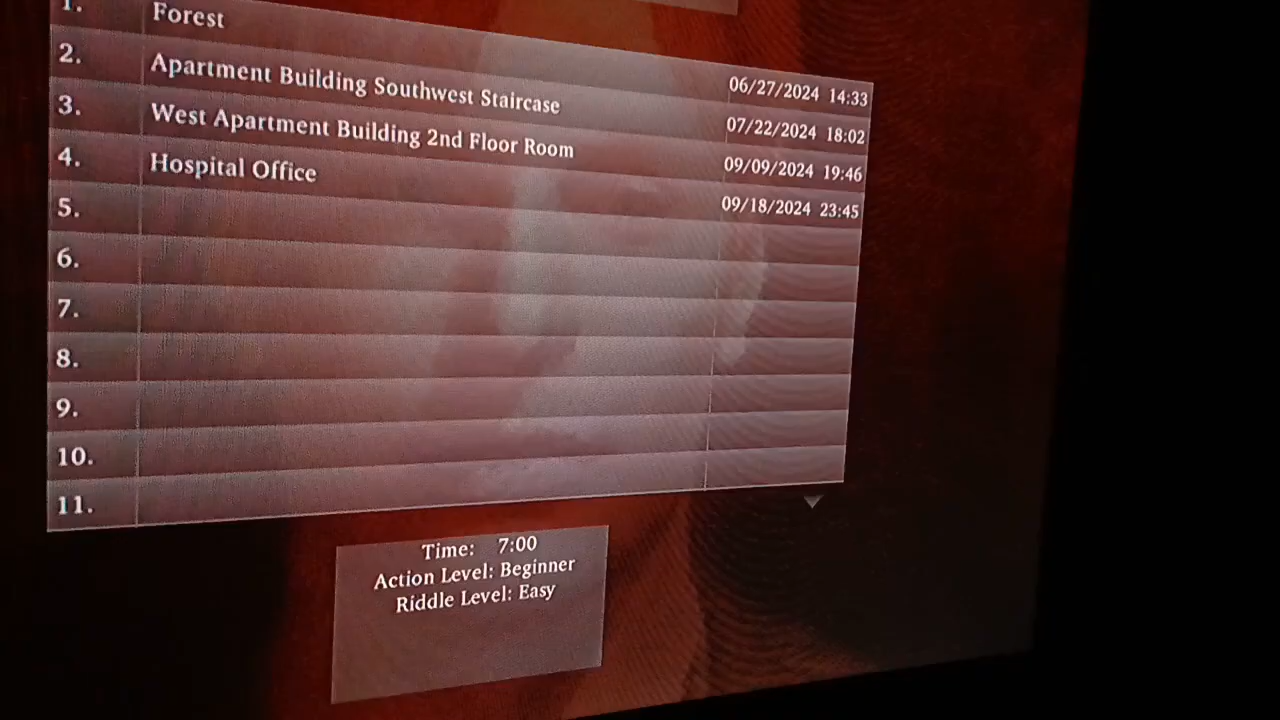 1. Forest 06/27/2024 14:33
2. Apartment Building Southwest Staircase 07/22/2024 18:02
3. West Apartment Building 2nd Floor Room 09/09/2024 19:46
4. Hospital Office 09/18/2024 23:45
5.
6.
7.
8.
9.
10.
11.
Time: 7:00
Action Level: Beginner
Riddle Level: Easy